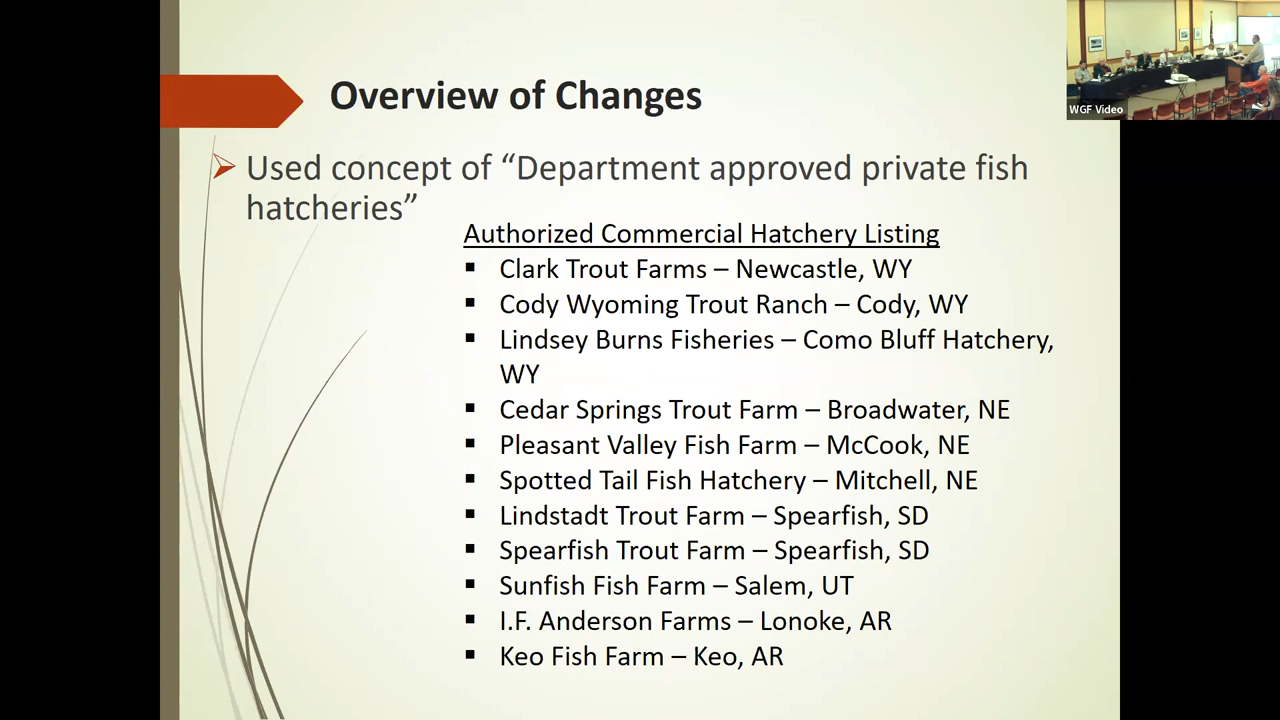 Overview of Changes
Used concept of “Department approved private fish
hatcheries”
Authorized Commercial Hatchery Listing
Clark Trout Farms – Newcastle, WY
Cody Wyoming Trout Ranch – Cody, WY
Lindsey Burns Fisheries – Como Bluff Hatchery,
WY
Cedar Springs Trout Farm – Broadwater, NE
Pleasant Valley Fish Farm – McCook, NE
Spotted Tail Fish Hatchery – Mitchell, NE
Lindstadt Trout Farm – Spearfish, SD
Spearfish Trout Farm – Spearfish, SD
Sunfish Fish Farm – Salem, UT
I.F. Anderson Farms – Lonoke, AR
Keo Fish Farm – Keo, AR
WGF Video